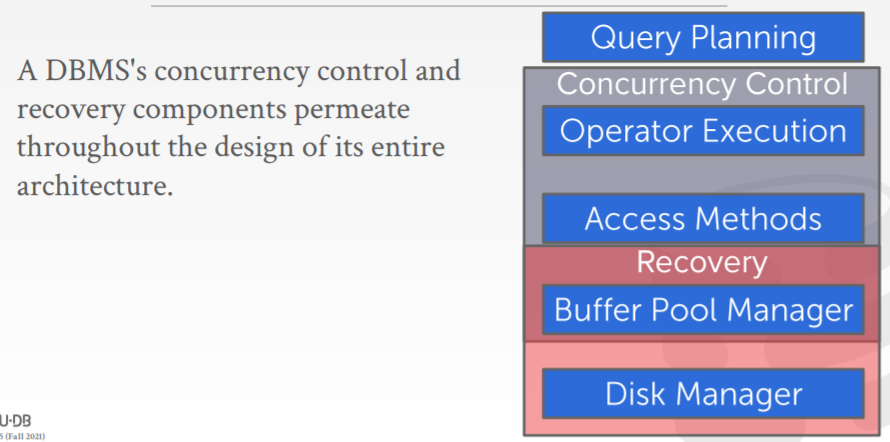 A DBMS's concurrency control and
recovery components permeate
throughout the design of its entire
architecture.
Query Planning
Concurrency Control
Operator Execution
Access Methods
Recovery
Buffer Pool Manager
Disk Manager
U·DB
5 (Fall 2021)